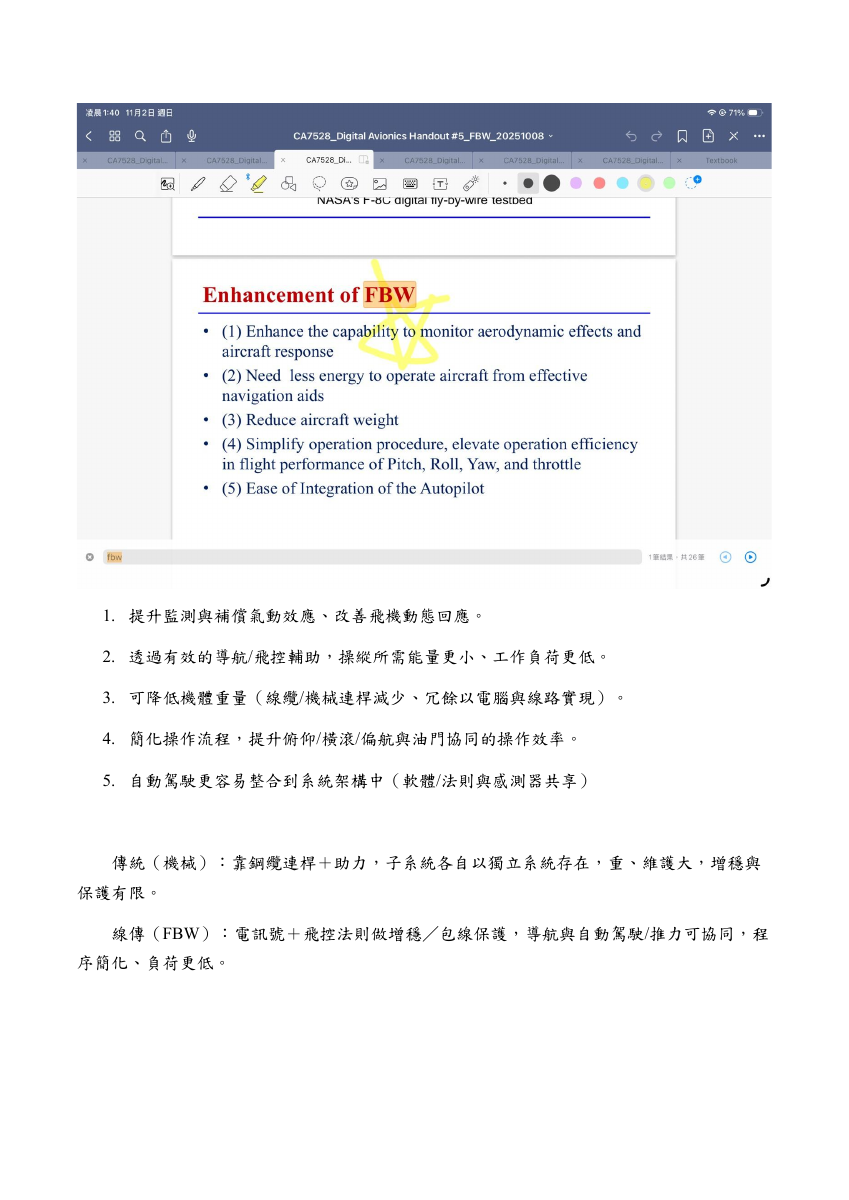 凌晨1:40 11月2日 週日
71%
CA7528_Digital Avionics Handout #5_FBW_20251008
CA7528_Digital...
CA7528_Digital...
CA7528_Di...
CA7528_Digital...
CA7528_Digital...
CA7528_Digital...
Textbook
NASA's F-8C digital fly-by-wire testbed
Enhancement of FBW
• (1) Enhance the capability to monitor aerodynamic effects and
aircraft response
• (2) Need less energy to operate aircraft from effective
navigation aids
• (3) Reduce aircraft weight
• (4) Simplify operation procedure, elevate operation efficiency
in flight performance of Pitch, Roll, Yaw, and throttle
• (5) Ease of Integration of the Autopilot
fbw
1筆結果,共26筆
1. 提升監測與補償氣動效應、改善飛機動態回應。
2. 透過有效的導航/飛控輔助,操縱所需能量更小、工作負荷更低。
3. 可降低機體重量(線纜/機械連桿減少、冗餘以電腦與線路實現)。
4. 簡化操作流程,提升俯仰/橫滾/偏航與油門協同的操作效率。
5. 自動駕駛更容易整合到系統架構中(軟體/法則與感測器共享)
傳統(機械):靠鋼纜連桿+助力,子系統各自以獨立系統存在,重、維護大,增穩與
保護有限。
線傳(FBW):電訊號+飛控法則做增穩/包線保護,導航與自動駕駛/推力可協同,程
序簡化、負荷更低。